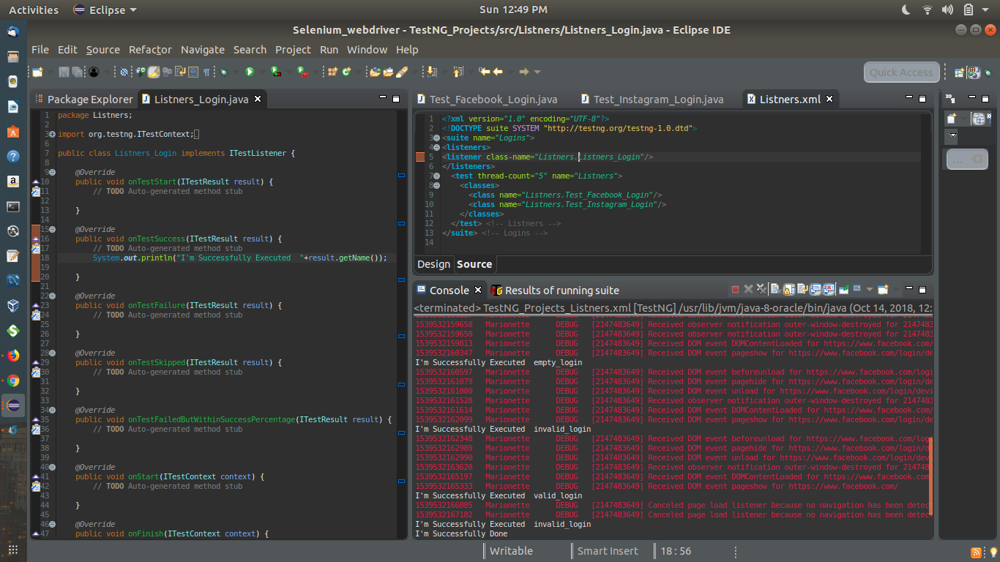 Activities Eclipse Sun 12:49 PM
Selenium_webdriver - TestNG_Projects/src/Listners/Listners_Login.java - Eclipse IDE
File Edit Source Refactor Navigate Search Project Run Window Help
Quick Access
Package Explorer Listners_Login.java
1 package Listners;
2
3 import org.testng.ITestContext;
6
7 public class Listners_Login implements ITestListener {
8
9 @Override
10 public void onTestStart(ITestResult result) {
11 // TODO Auto-generated method stub
12
13 }
14
15 @Override
16 public void onTestSuccess(ITestResult result) {
17 // TODO Auto-generated method stub
18 System.out.println("I'm Successfully Executed  "+result.getName());
19
20 }
21
22 @Override
23 public void onTestFailure(ITestResult result) {
24 // TODO Auto-generated method stub
25
26 }
27
28 @Override
29 public void onTestSkipped(ITestResult result) {
30 // TODO Auto-generated method stub
31
32 }
33
34 @Override
35 public void onTestFailedButWithinSuccessPercentage(ITestResult result) {
36 // TODO Auto-generated method stub
37
38 }
39
40 @Override
41 public void onStart(ITestContext context) {
42 // TODO Auto-generated method stub
43
44 }
45
46 @Override
47 public void onFinish(ITestContext context) {
Test_Facebook_Login.java Test_Instagram_Login.java Listners.xml
1 <?xml version="1.0" encoding="UTF-8"?>
2 <!DOCTYPE suite SYSTEM "http://testng.org/testng-1.0.dtd">
3 <suite name="Logins">
4 <listeners>
5 <listener class-name="Listners.Listners_Login"/>
6 </listeners>
7 <test thread-count="5" name="Listners">
8 <classes>
9 <class name="Listners.Test_Facebook_Login"/>
10 <class name="Listners.Test_Instagram_Login"/>
11 </classes>
12 </test> <!-- Listners -->
13 </suite> <!-- Logins -->
14
Design Source
Console Results of running suite
<terminated> TestNG_Projects_Listners.xml [TestNG] /usr/lib/jvm/java-8-oracle/bin/java (Oct 14, 2018, 12:
1539532159658 Marionette DEBUG [2147483649] Received observer notification outer-window-destroyed for 2147483
1539532159658 Marionette DEBUG [2147483649] Received observer notification outer-window-destroyed for 214748
1539532159813 Marionette DEBUG [2147483649] Received DOM event DOMContentLoaded for https://www.facebook.com/
1539532160347 Marionette DEBUG [2147483649] Received DOM event pageshow for https://www.facebook.com/login/de
I'm Successfully Executed  empty_login
1539532160597 Marionette DEBUG [2147483649] Received DOM event beforeunload for https://www.facebook.com/logi
1539532161079 Marionette DEBUG [2147483649] Received DOM event pagehide for https://www.facebook.com/login/de
1539532161080 Marionette DEBUG [2147483649] Received DOM event unload for https://www.facebook.com/login/devi
1539532161528 Marionette DEBUG [2147483649] Received observer notification outer-window-destroyed for 2147483
1539532161614 Marionette DEBUG [2147483649] Received DOM event DOMContentLoaded for https://www.facebook.com/
1539532162099 Marionette DEBUG [2147483649] Received DOM event pageshow for https://www.facebook.com/login/de
I'm Successfully Executed  invalid_login
1539532162348 Marionette DEBUG [2147483649] Received DOM event beforeunload for https://www.facebook.com/logi
1539532162989 Marionette DEBUG [2147483649] Received DOM event pagehide for https://www.facebook.com/login/d
1539532162990 Marionette DEBUG [2147483649] Received DOM event unload for https://www.facebook.com/login/dev
1539532163620 Marionette DEBUG [2147483649] Received observer notification outer-window-destroyed for 214748
1539532165197 Marionette DEBUG [2147483649] Received DOM event DOMContentLoaded for https://www.facebook.com
1539532165333 Marionette DEBUG [2147483649] Received DOM event pageshow for https://www.facebook.com/
I'm Successfully Executed  valid_login
1539532166085 Marionette DEBUG [2147483649] Canceled page load listener because no navigation has been detec
1539532167182 Marionette DEBUG [2147483649] Canceled page load listener because no navigation has been detec
I'm Successfully Executed  invalid_login
I'm Successfully Done
Writable Smart Insert 18 : 56